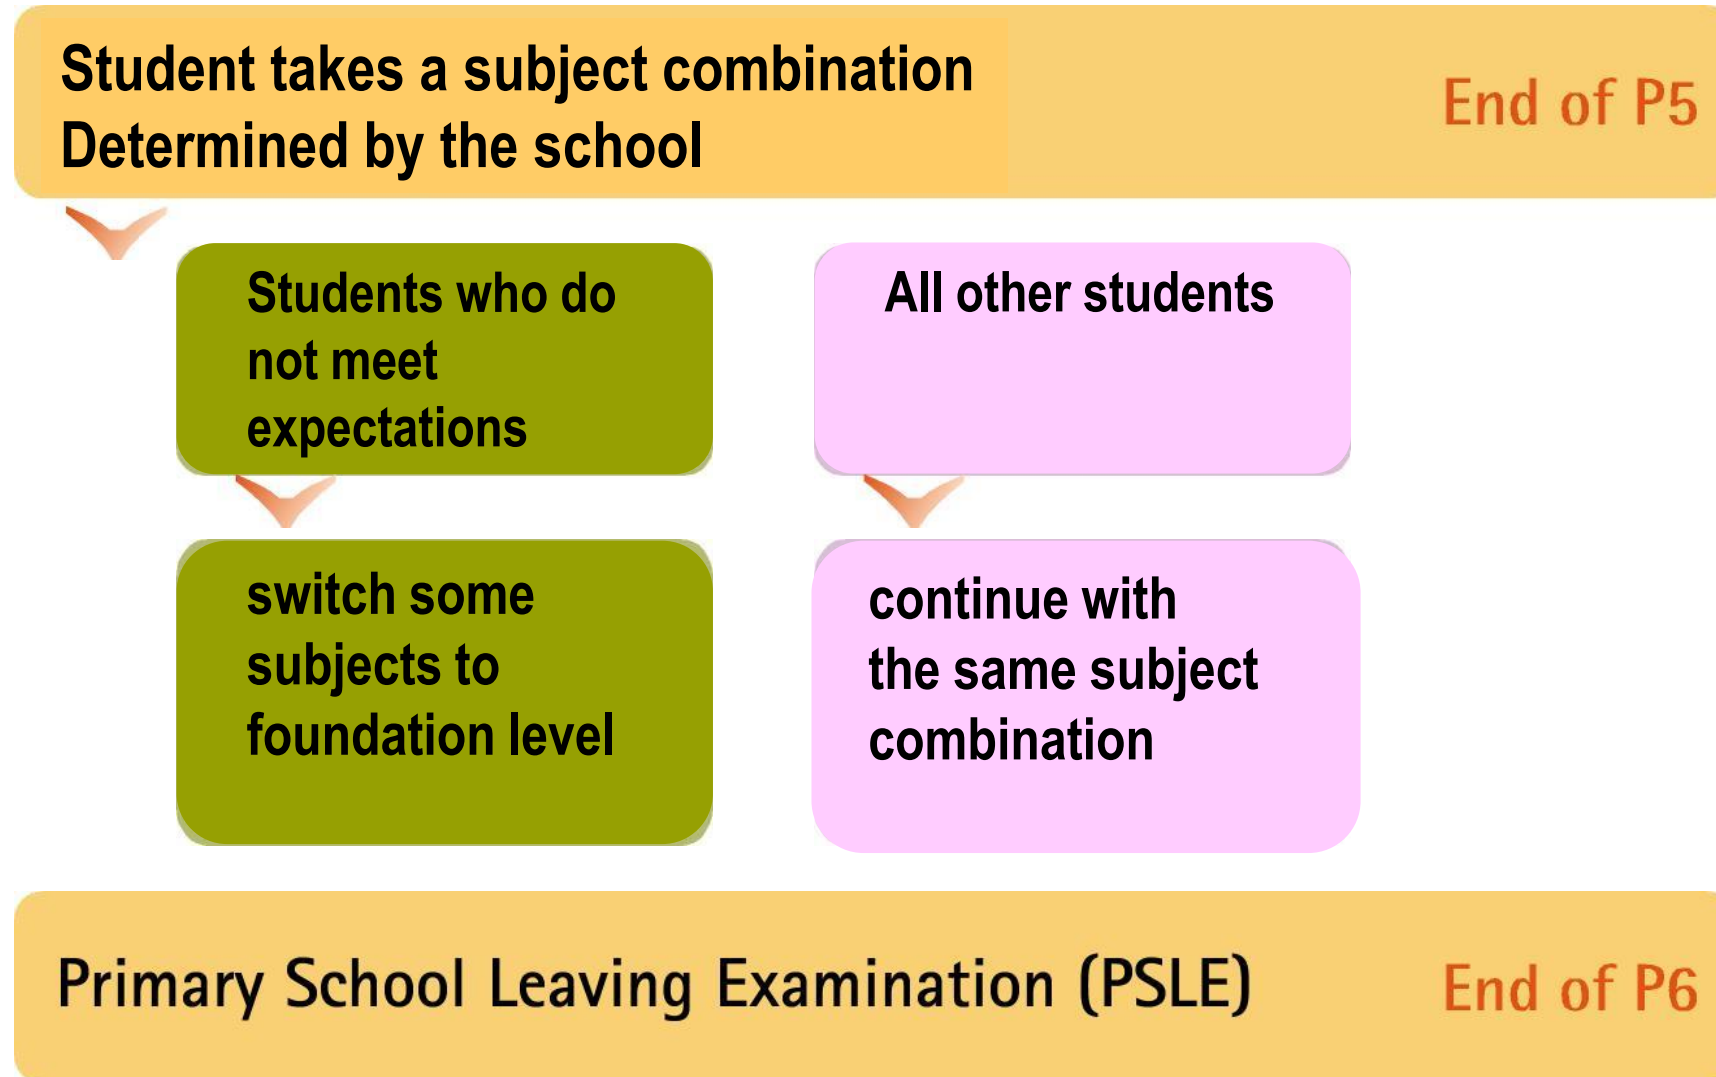 Student takes a subject combination
Determined by the school
End of P5
Students who do
not meet
expectations
All other students
switch some
subjects to
foundation level
continue with
the same subject
combination
Primary School Leaving Examination (PSLE)
End of P6